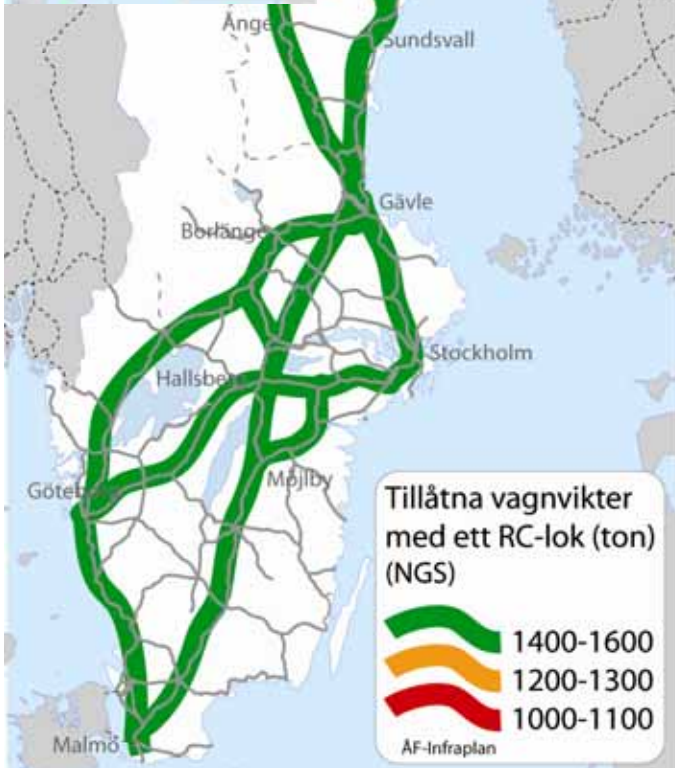 Ånge
Sundsvall
Gävle
Borlänge
Stockholm
Hallsberg
Göteborg
Möjlby
Malmö
Tillåtna vagnvikter
med ett RC-lok (ton)
(NGS)
1400-1600
1200-1300
1000-1100
ÅF-Infraplan